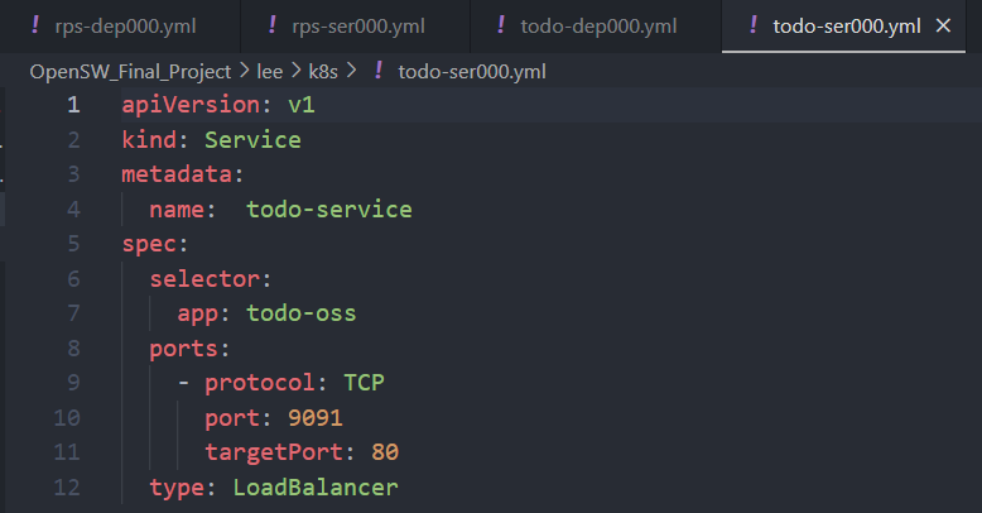 ! rps-dep000.yml ! rps-ser000.yml ! todo-dep000.yml ! todo-ser000.yml ×
OpenSW_Final_Project > lee > k8s > ! todo-ser000.yml
1 apiVersion: v1
2 kind: Service
3 metadata:
4   name:  todo-service
5 spec:
6   selector:
7     app: todo-oss
8   ports:
9     - protocol: TCP
10       port: 9091
11       targetPort: 80
12   type: LoadBalancer